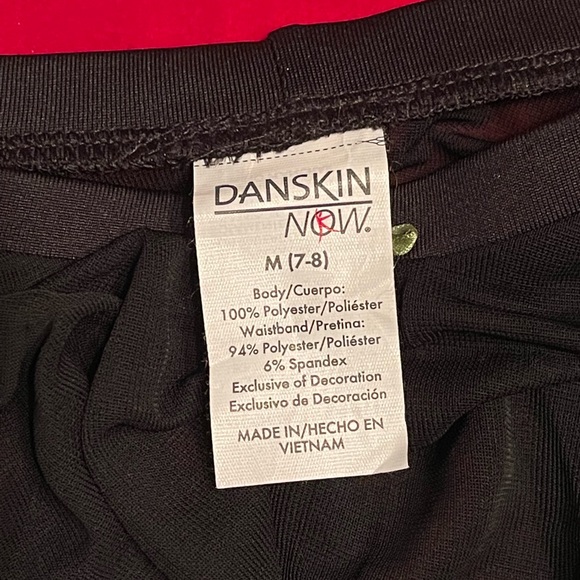 DANSKIN
NOW.
M (7-8)
Body/Cuerpo:
100% Polyester/Poliéster
Waistband/Pretina:
94% Polyester/Poliéster
6% Spandex
Exclusive of Decoration
Exclusivo de Decoración
MADE IN/HECHO EN
VIETNAM